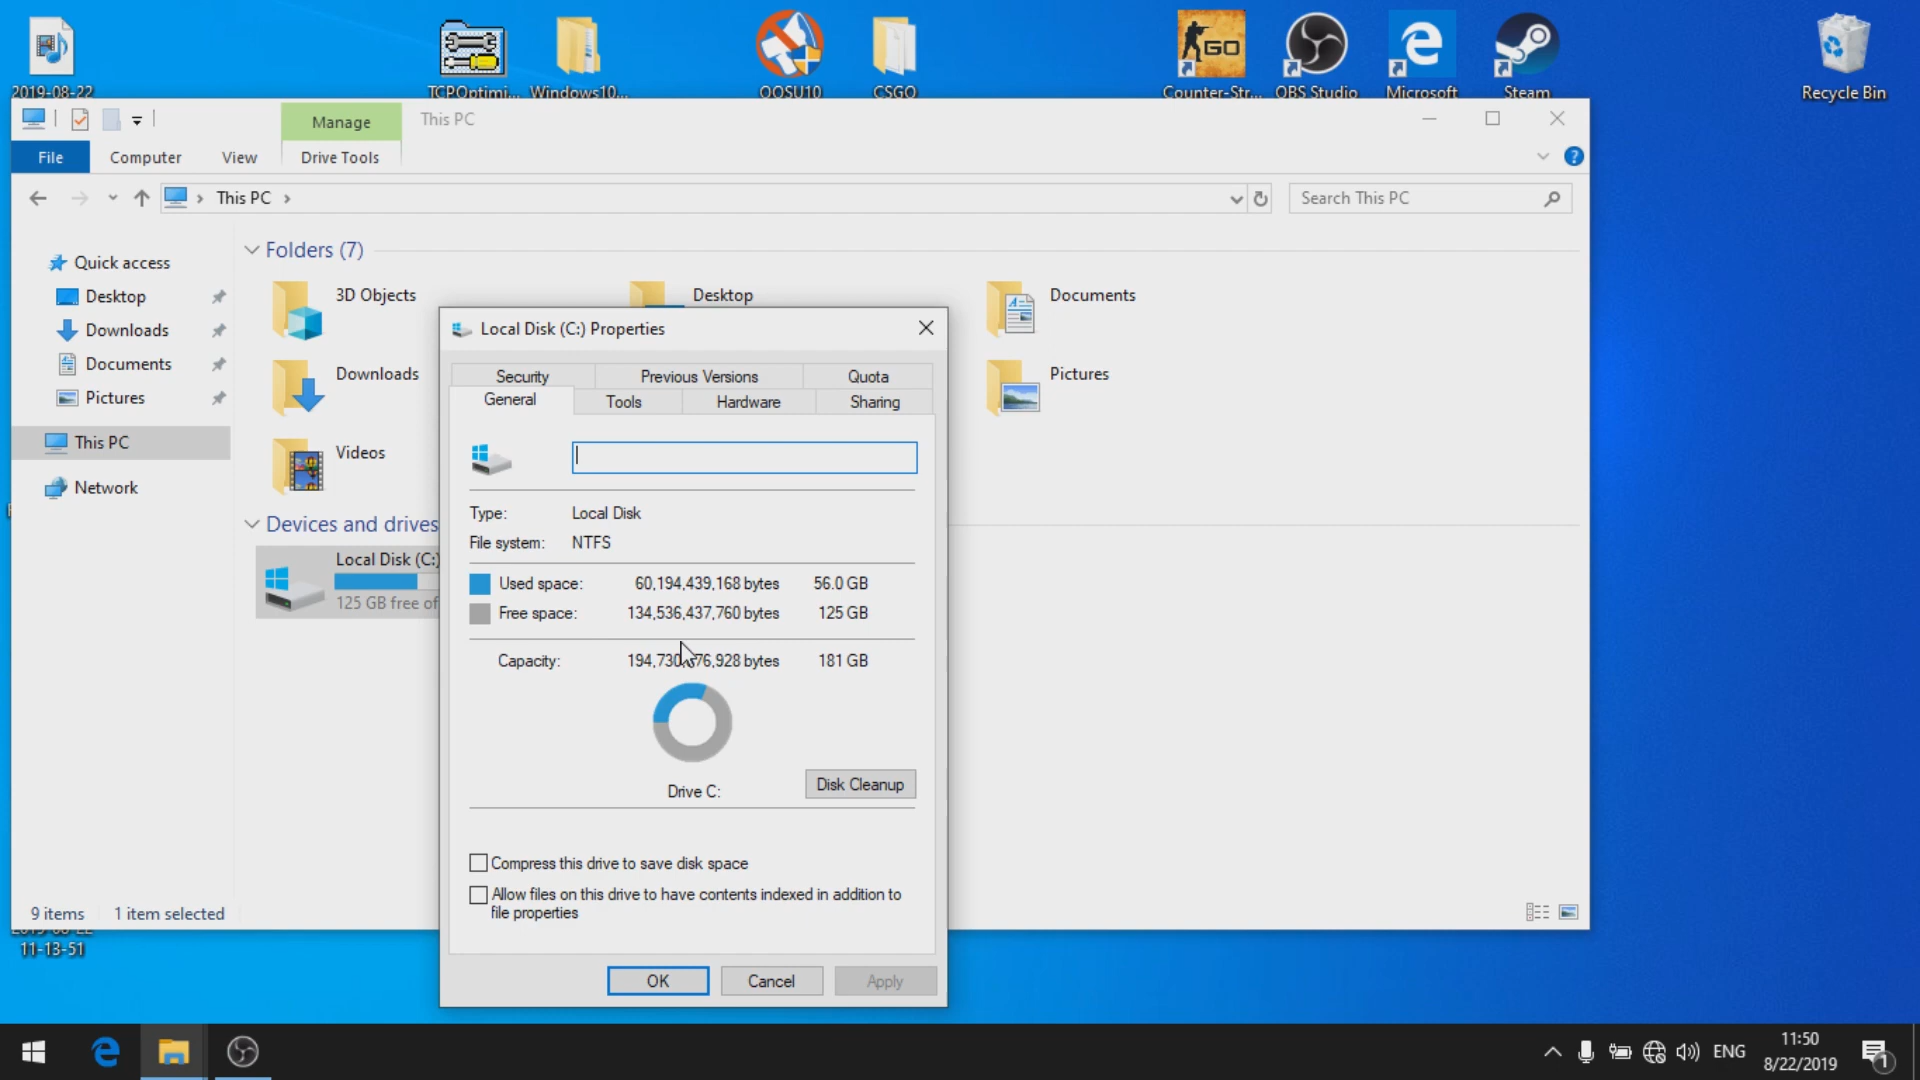 2019-08-22
TCPOptimi...
Windows10...
OOSU10
CSGO
GO
Counter-Str...
OBS Studio
Microsoft
Steam
Recycle Bin
Manage
This PC
File
Computer
View
Drive Tools
This PC
Search This PC
Quick access
Desktop
Downloads
Documents
Pictures
This PC
Network
Folders (7)
3D Objects
Desktop
Documents
Downloads
Pictures
Videos
Devices and drives
Local Disk (C:)
125 GB free of
Local Disk (C:) Properties
Security
Previous Versions
Quota
General
Tools
Hardware
Sharing
Type: Local Disk
File system: NTFS
Used space: 60,194,439,168 bytes 56.0 GB
Free space: 134,536,437,760 bytes 125 GB
Capacity: 194,730,876,928 bytes 181 GB
Drive C:
Disk Cleanup
Compress this drive to save disk space
Allow files on this drive to have contents indexed in addition to
file properties
OK
Cancel
Apply
9 items
1 item selected
2019-08-22
11-13-51
ENG
11:50
8/22/2019
1